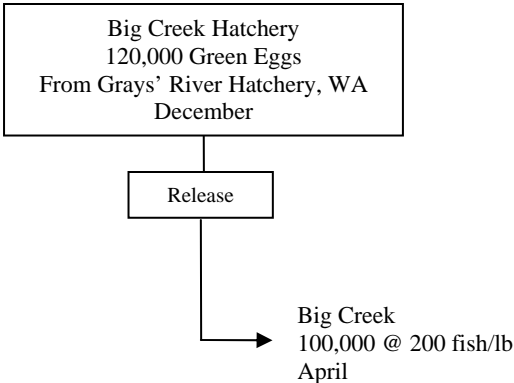 Big Creek Hatchery
120,000 Green Eggs
From Grays’ River Hatchery, WA
December
Release
Big Creek
100,000 @ 200 fish/lb
April